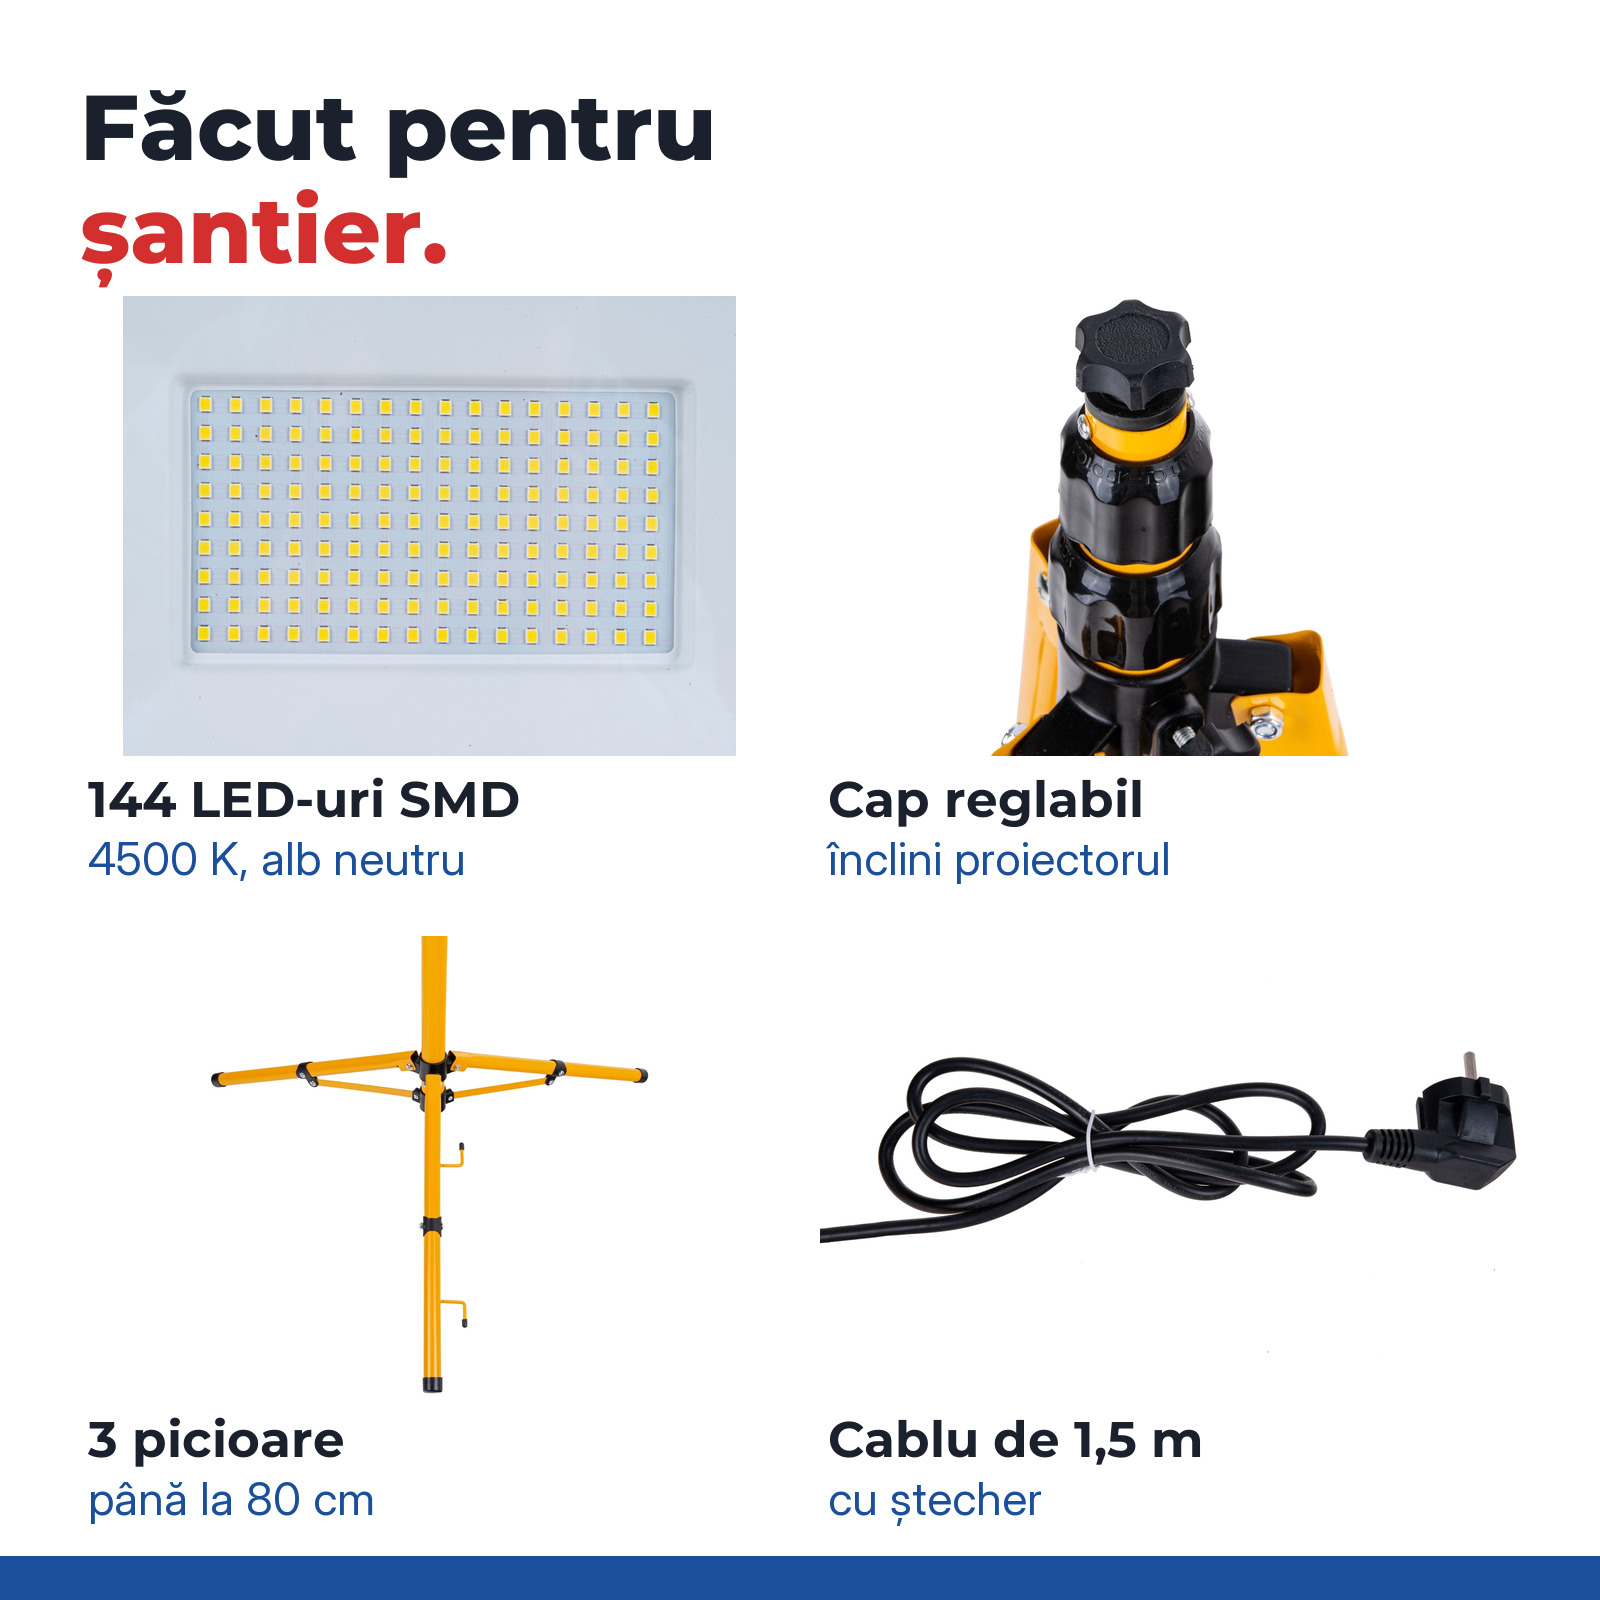 Făcut pentru
șantier.
144 LED-uri SMD
4500 K, alb neutru
Cap reglabil
înclini proiectorul
3 picioare
până la 80 cm
Cablu de 1,5 m
cu ștecher